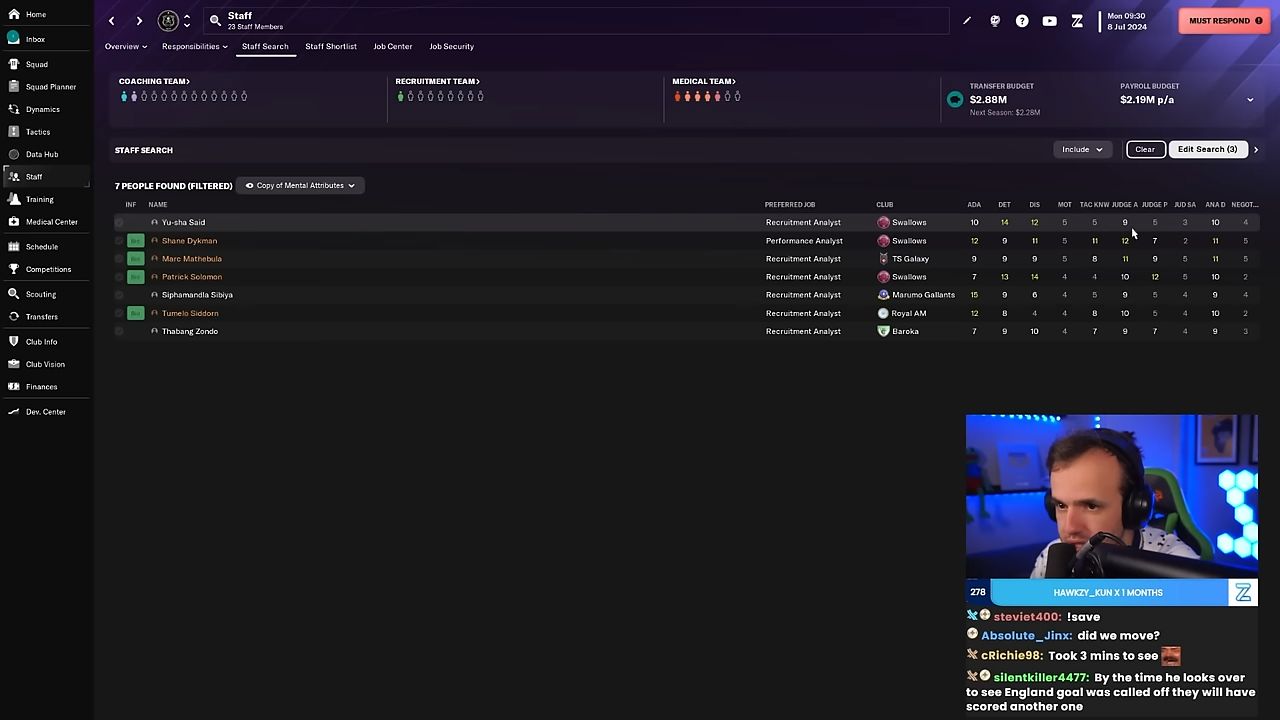 Home
Inbox
Squad
Squad Planner
Dynamics
Tactics
Data Hub
Staff
Training
Medical Center
Schedule
Competitions
Scouting
Transfers
Club Info
Club Vision
Finances
Dev. Center
Staff
23 Staff Members
Mon 09:30
8 Jul 2024
MUST RESPOND
Overview Responsibilities Staff Search Staff Shortlist Job Center Job Security
COACHING TEAM>
RECRUITMENT TEAM>
MEDICAL TEAM>
TRANSFER BUDGET
$2.88M
Next Season: $2.28M
PAYROLL BUDGET
$2.19M p/a
STAFF SEARCH
Include
Clear
Edit Search (3)
7 PEOPLE FOUND (FILTERED) Copy of Mental Attributes
INF NAME PREFERRED JOB CLUB ADA DET DIS MOT TAC KNW JUDGE A JUDGE P JUD SA ANA D NEGOT...
Yu-sha Said Recruitment Analyst Swallows 10 14 12 5 5 9 5 3 10 4
Shane Dykman Performance Analyst Swallows 12 9 11 5 11 12 7 2 11 5
Marc Mathebula Recruitment Analyst TS Galaxy 9 9 9 5 8 11 9 5 11 5
Patrick Solomon Recruitment Analyst Swallows 7 13 14 4 4 10 12 5 10 2
Siphamandla Sibiya Recruitment Analyst Marumo Gallants 15 9 6 4 5 9 5 4 9 4
Tumelo Siddorn Recruitment Analyst Royal AM 12 8 4 4 8 10 5 4 10 2
Thabang Zondo Recruitment Analyst Baroka 7 9 10 4 7 9 7 4 9 3
278 HAWKZY_KUN X 1 MONTHS
steviet400: !save
Absolute_Jinx: did we move?
cRichie98: Took 3 mins to see
silentkiller4477: By the time he looks over
to see England goal was called off they will have
scored another one